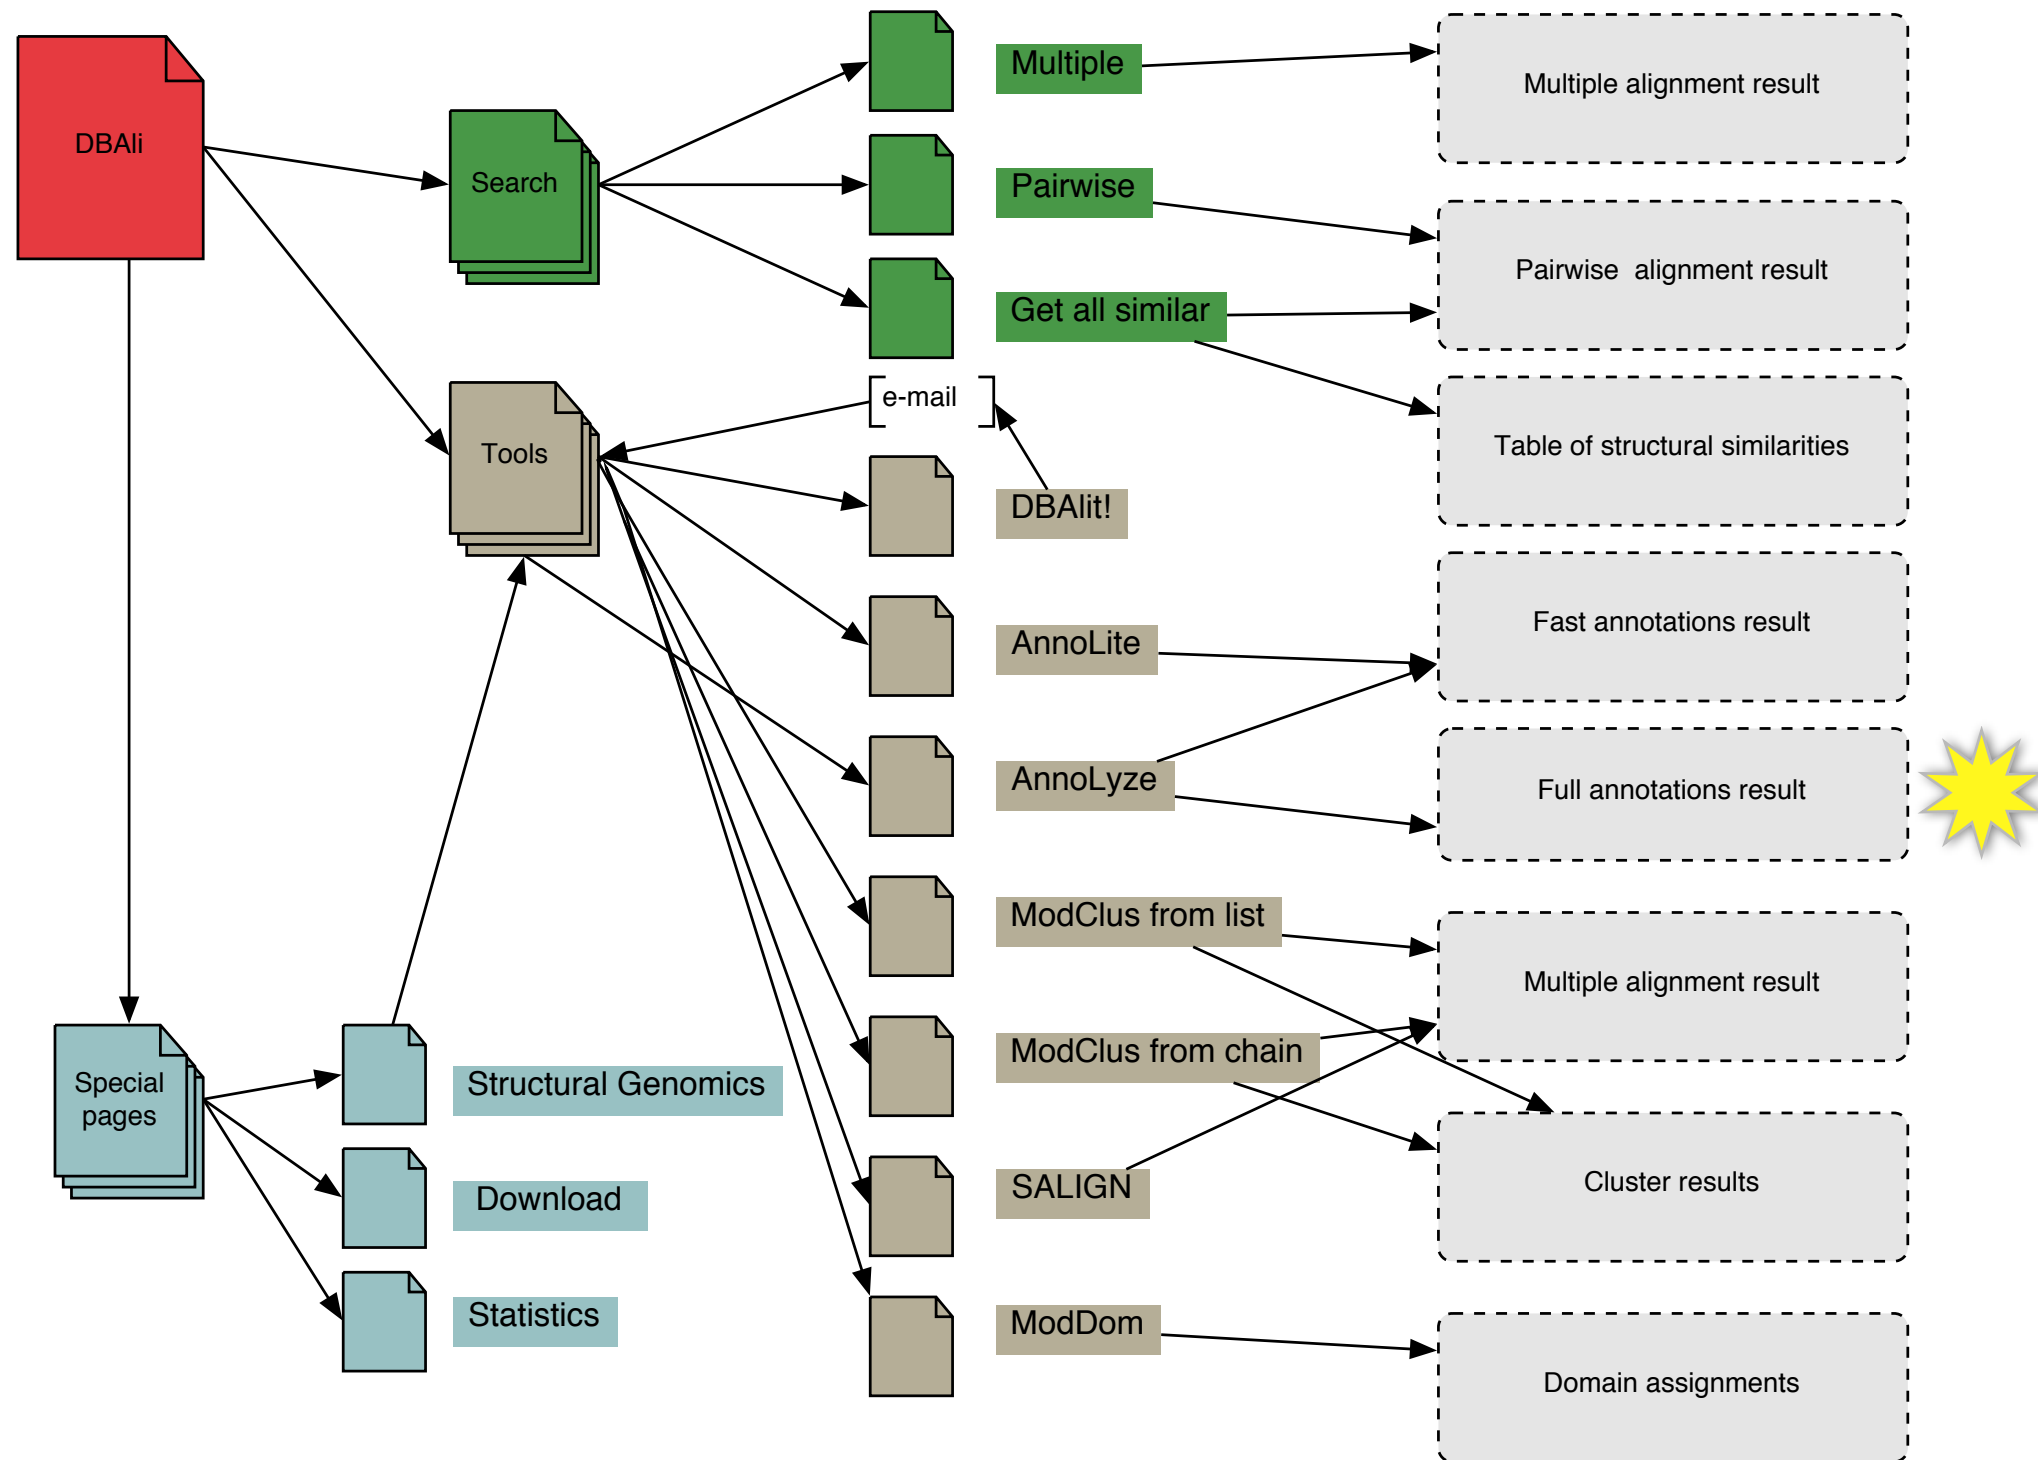 DBAli
Search
Tools
Special
pages
Structural Genomics
Download
Statistics
Multiple
Pairwise
Get all similar
e-mail
DBAlit!
AnnoLite
AnnoLyze
ModClus from list
ModClus from chain
SALIGN
ModDom
Multiple alignment result
Pairwise  alignment result
Table of structural similarities
Fast annotations result
Full annotations result
Multiple alignment result
Cluster results
Domain assignments